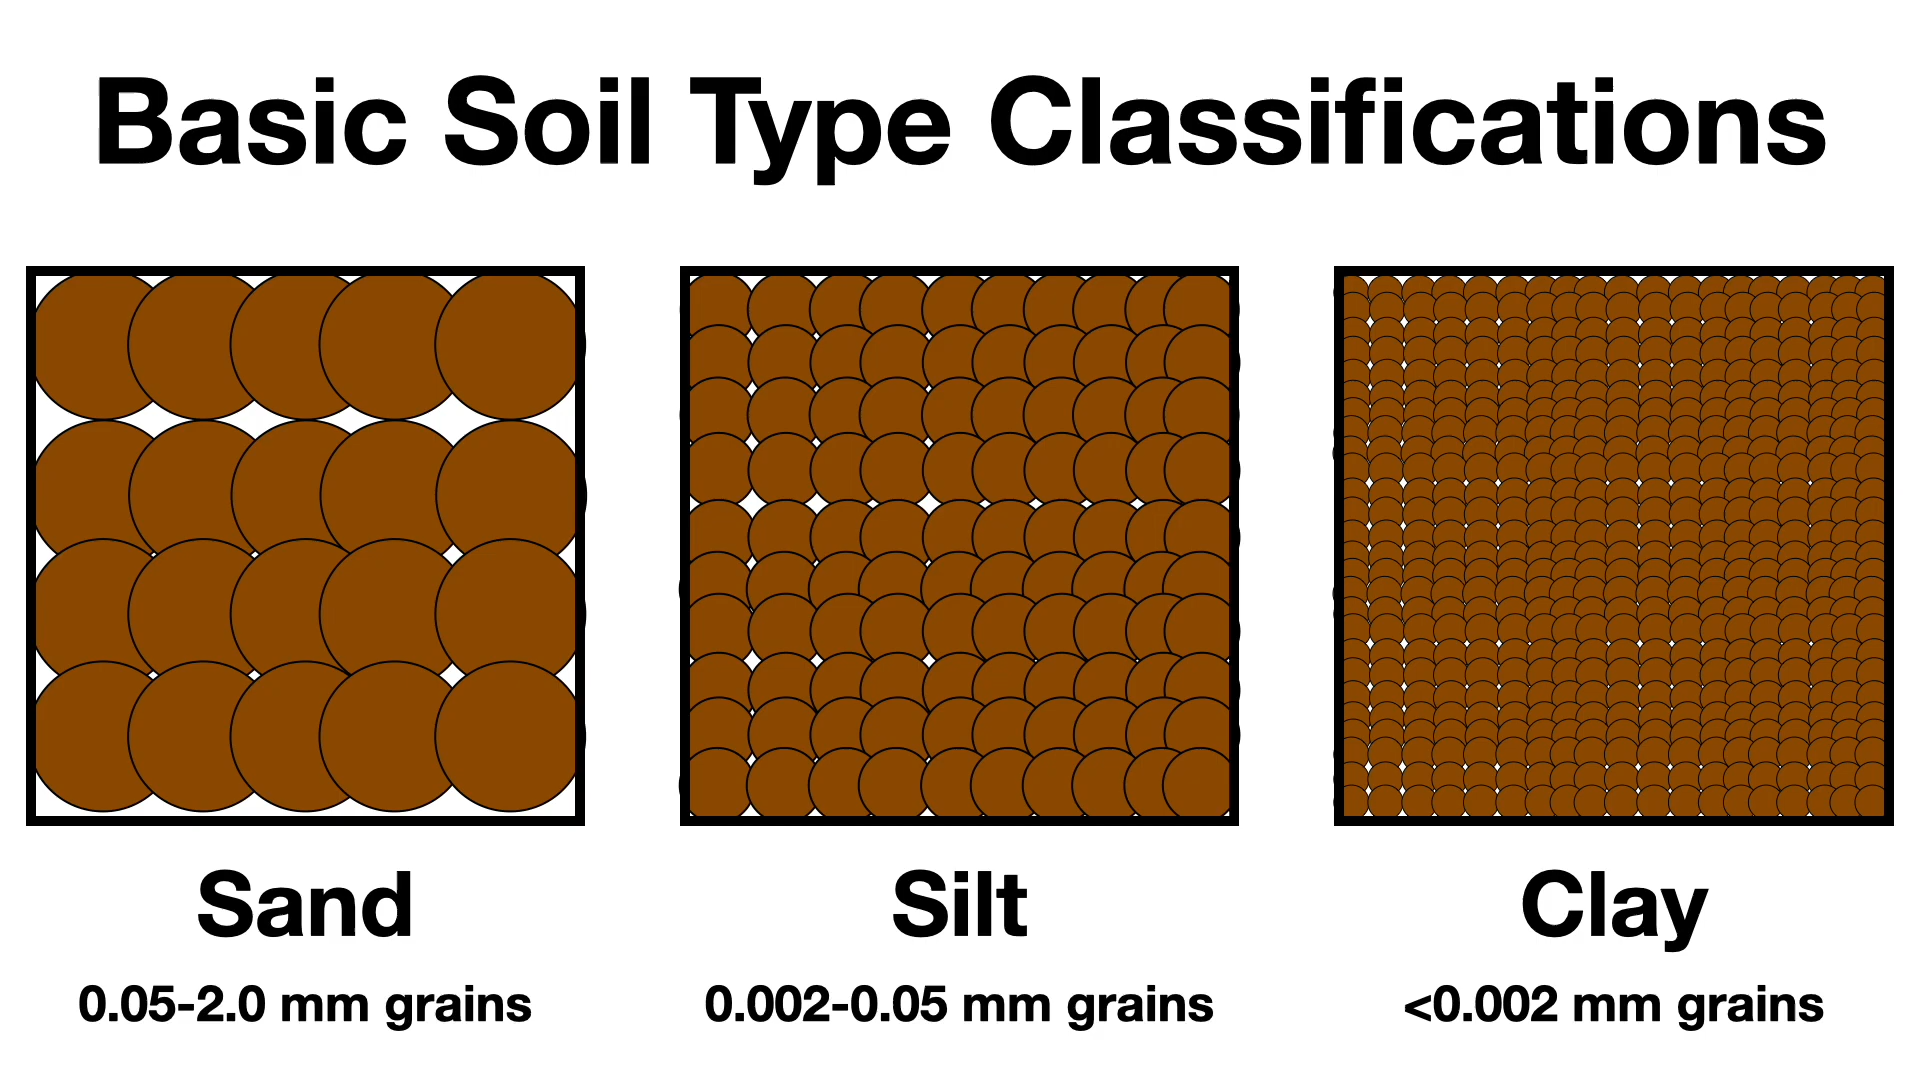 Basic Soil Type Classifications
Sand
0.05-2.0 mm grains
Silt
0.002-0.05 mm grains
Clay
<0.002 mm grains